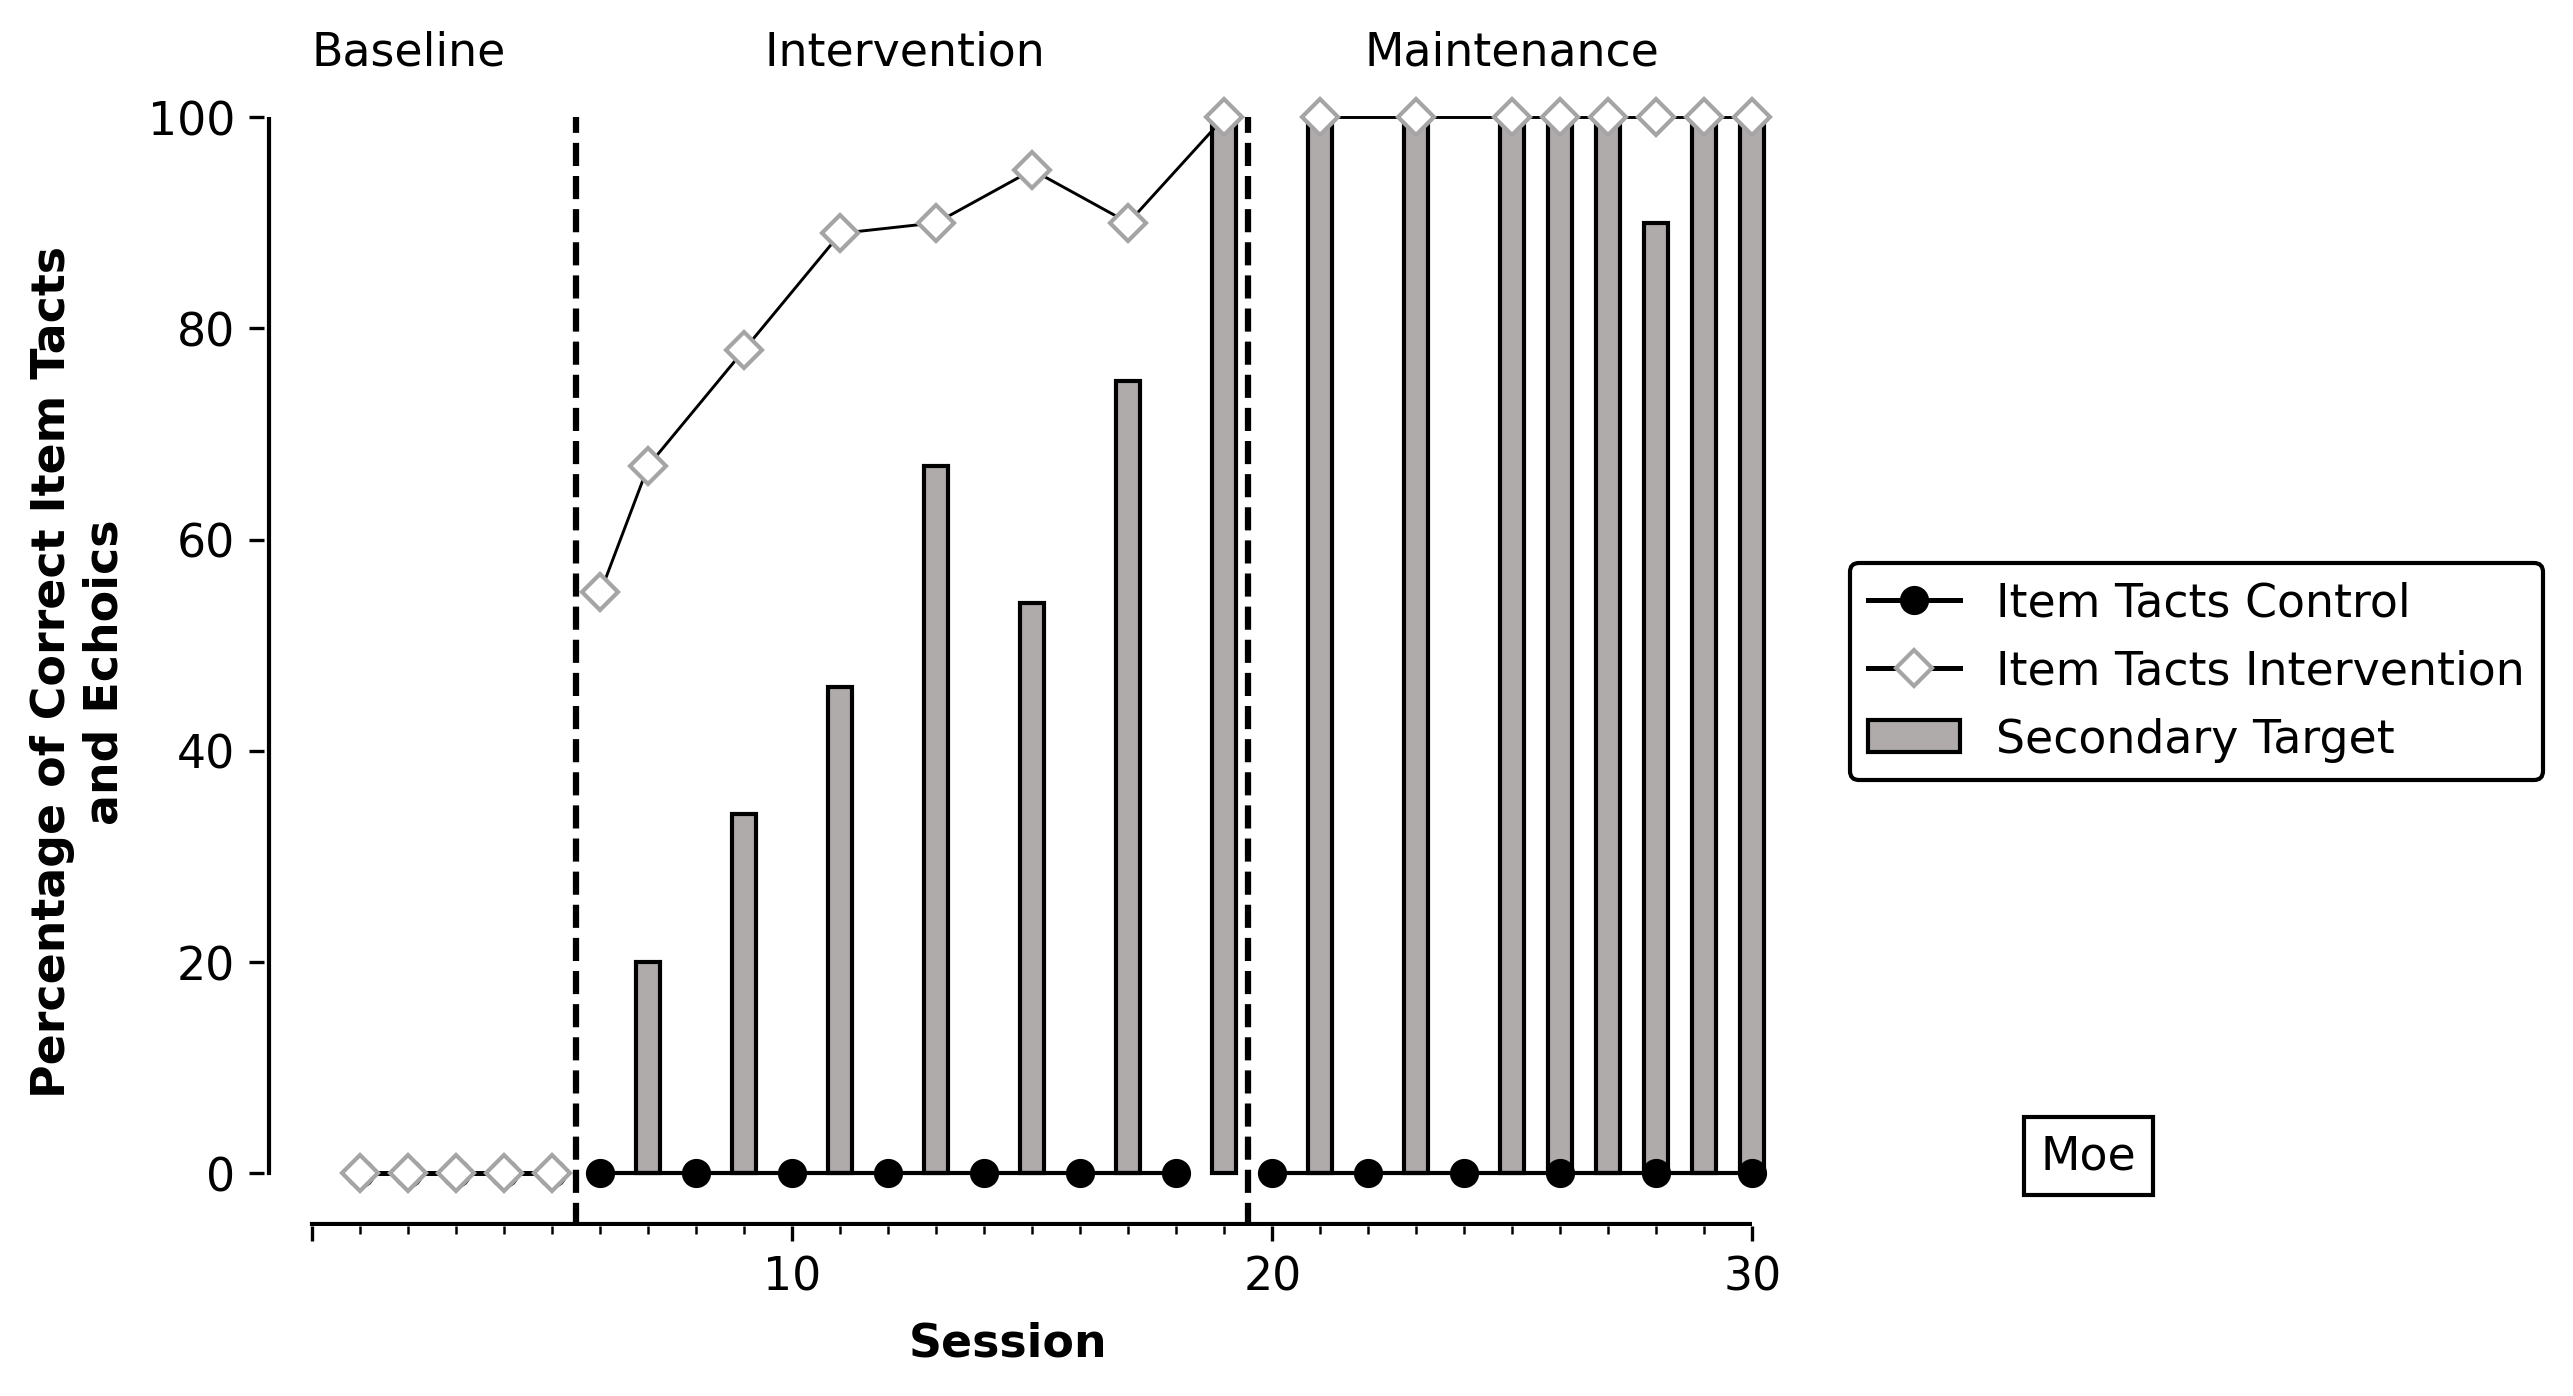 Baseline
Intervention
Maintenance
Percentage of Correct Item Tacts
and Echoics
100
80
60
40
20
0
10
20
30
Session
Item Tacts Control
Item Tacts Intervention
Secondary Target
Moe